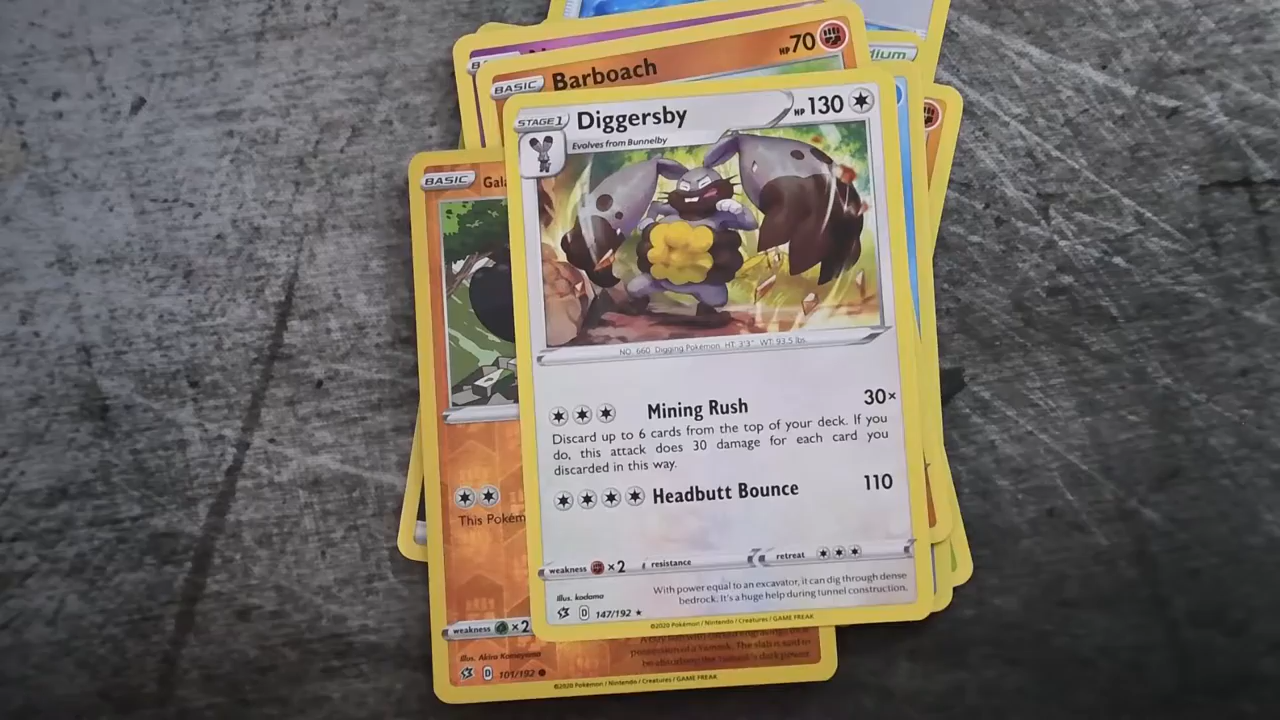 dium
HP 70
BASIC Barboach
STAGE 1 Diggersby HP 130
Evolves from Bunnelby
BASIC Gala
NO. 660 Digging Pokémon HT: 3'3" WT: 93.5 lbs.
Mining Rush 30×
Discard up to 6 cards from the top of your deck. If you
do, this attack does 30 damage for each card you
discarded in this way.
Headbutt Bounce 110
This Pokém
weakness ×2 resistance retreat
With power equal to an excavator, it can dig through dense
bedrock. It's a huge help during tunnel construction.
Illus. kodama
D 147/192
©2020 Pokémon / Nintendo / Creatures / GAME FREAK
weakness ×2
Illus. Akira Komayama
D 101/192
©2020 Pokémon / Nintendo / Creatures / GAME FREAK